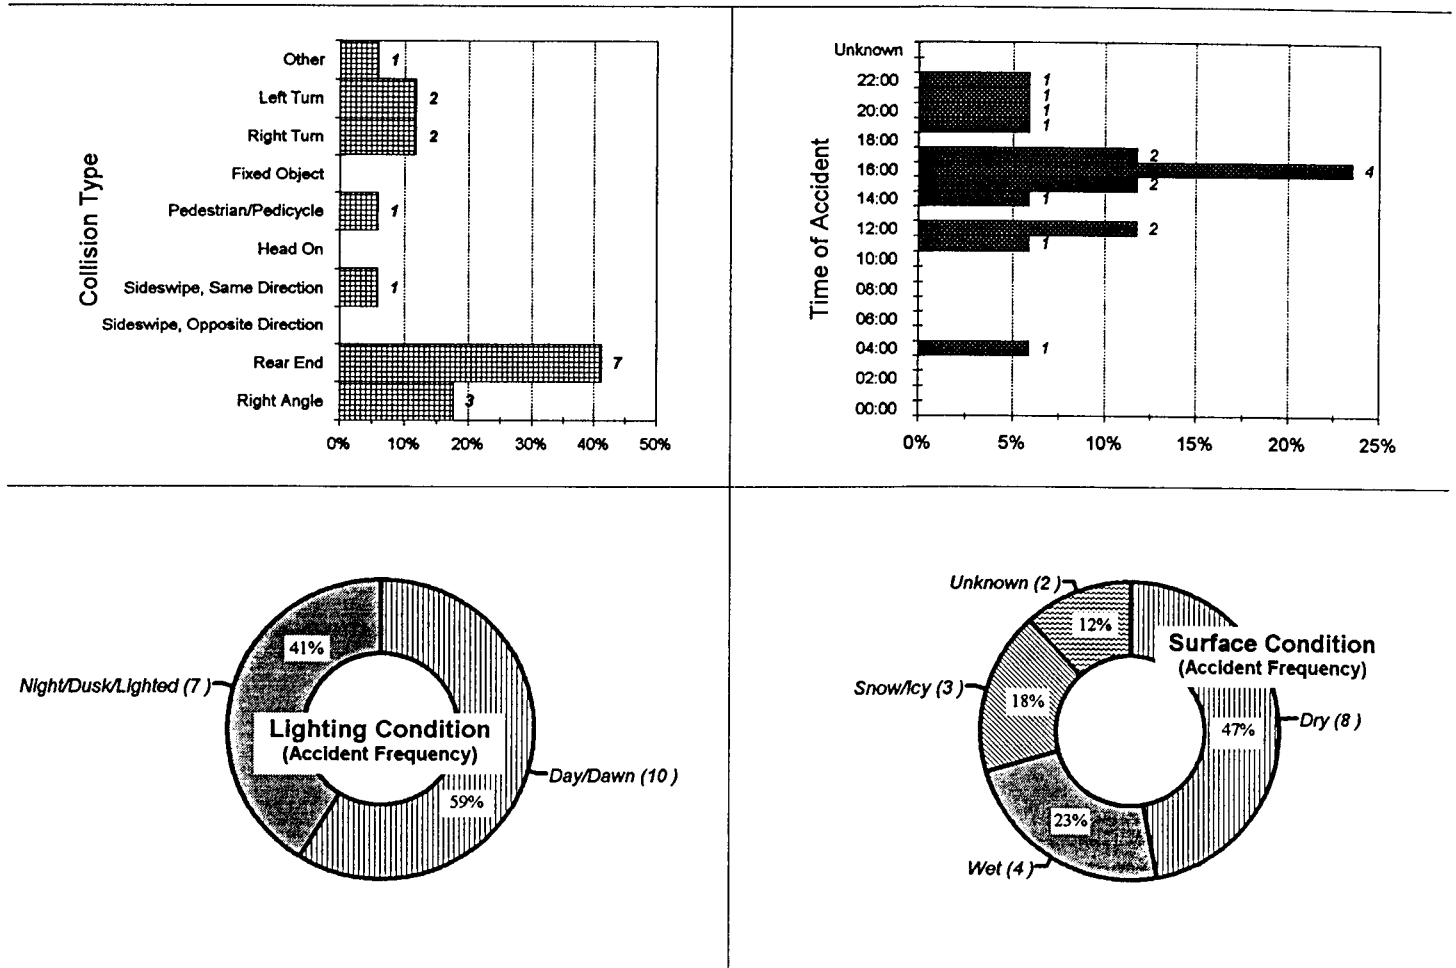 Collision Type
Other
1
Left Turn
2
Right Turn
2
Fixed Object
Pedestrian/Pedicycle
1
Head On
Sideswipe, Same Direction
1
Sideswipe, Opposite Direction
Rear End
7
Right Angle
3
0% 10% 20% 30% 40% 50%
Time of Accident
Unknown
22:00
1
1
20:00
1
1
18:00
2
16:00
4
2
14:00
1
12:00
2
1
10:00
08:00
06:00
04:00
1
02:00
00:00
0% 5% 10% 15% 20% 25%
41%
Night/Dusk/Lighted (7 )
Lighting Condition
(Accident Frequency)
Day/Dawn (10 )
59%
Unknown (2 )
12%
Surface Condition
(Accident Frequency)
Snow/Icy (3 )
18%
Dry (8 )
47%
23%
Wet (4 )